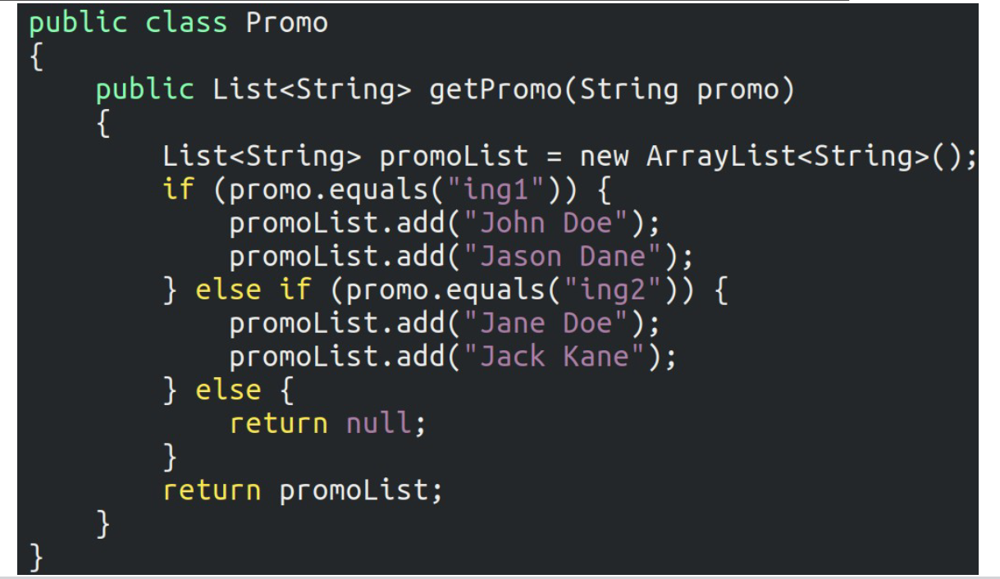 public class Promo
{
    public List<String> getPromo(String promo)
    {
        List<String> promoList = new ArrayList<String>();
        if (promo.equals("ing1")) {
            promoList.add("John Doe");
            promoList.add("Jason Dane");
        } else if (promo.equals("ing2")) {
            promoList.add("Jane Doe");
            promoList.add("Jack Kane");
        } else {
            return null;
        }
        return promoList;
    }
}